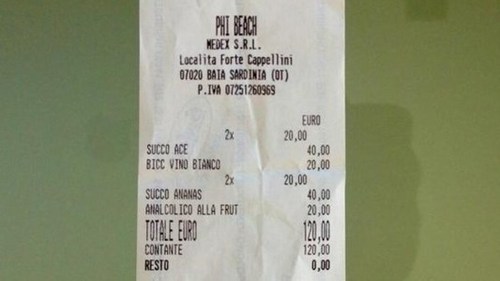 PHI BEACH
MEDEX S.R.L.
Localita Forte Cappellini
07020 BAIA SARDINIA (OT)
P.IVA 07251260969
EURO
2x 20,00
SUCCO ACE 40,00
BICC VINO BIANCO 20,00
2x 20,00
SUCCO ANANAS 40,00
ANALCOLICO ALLA FRUT 20,00
TOTALE EURO 120,00
CONTANTE 120,00
RESTO 0,00